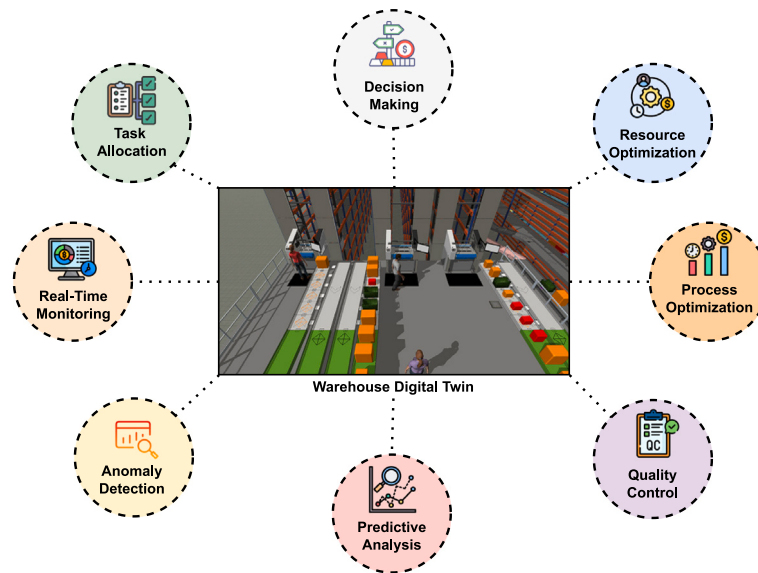 Decision
Making
Task
Allocation
Resource
Optimization
Real-Time
Monitoring
Process
Optimization
Warehouse Digital Twin
Anomaly
Detection
QC
Quality
Control
Predictive
Analysis